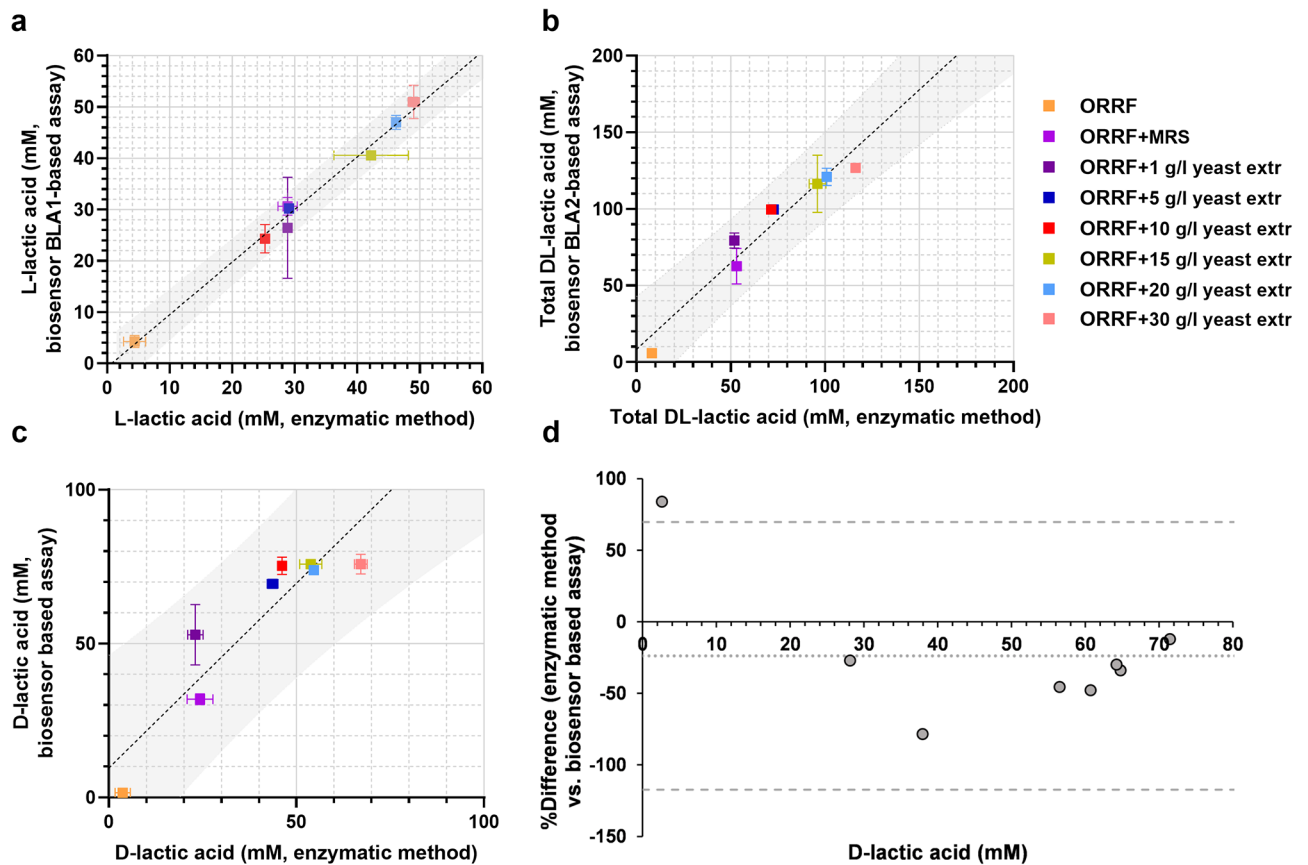 a
60
50
40
30
20
10
0
0 10 20 30 40 50 60
L-lactic acid (mM,
biosensor BLA1-based assay)
L-lactic acid (mM, enzymatic method)
b
200
150
100
50
0
0 50 100 150 200
Total DL-lactic acid (mM,
biosensor BLA2-based assay)
Total DL-lactic acid (mM, enzymatic method)
ORRF
ORRF+MRS
ORRF+1 g/l yeast extr
ORRF+5 g/l yeast extr
ORRF+10 g/l yeast extr
ORRF+15 g/l yeast extr
ORRF+20 g/l yeast extr
ORRF+30 g/l yeast extr
c
100
50
0
0 50 100
D-lactic acid (mM,
biosensor based assay)
D-lactic acid (mM, enzymatic method)
d
100
50
0
-50
-100
-150
0 10 20 30 40 50 60 70 80
%Difference (enzymatic method
vs. biosensor based assay)
D-lactic acid (mM)